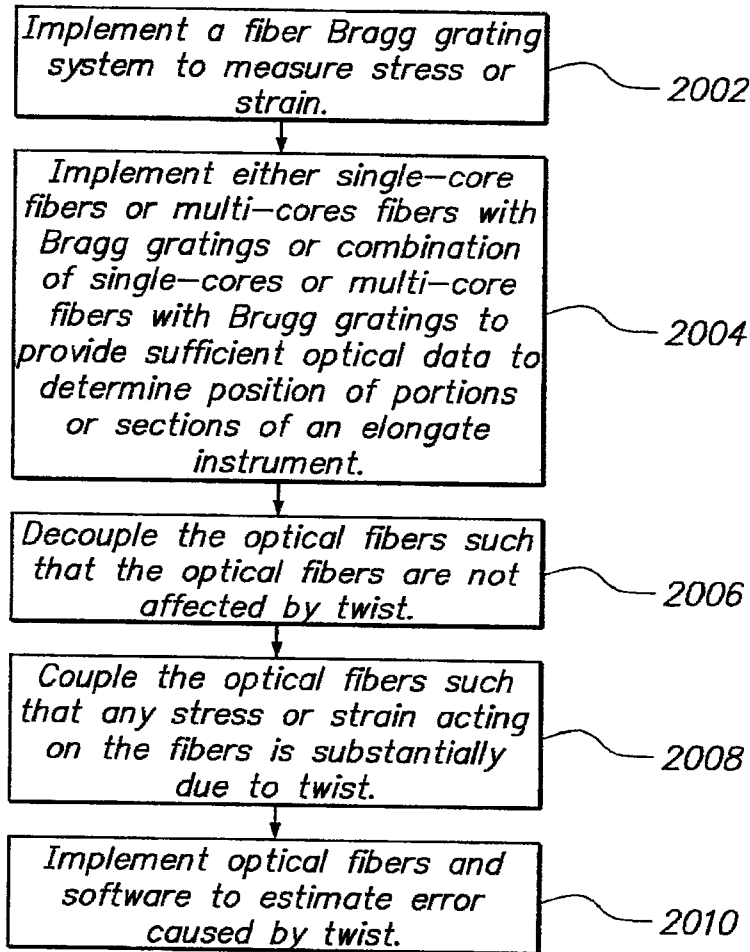 Implement a fiber Bragg grating
system to measure stress or
strain.
2002
Implement either single-core
fibers or multi-cores fibers with
Bragg gratings or combination
of single-cores or multi-core
fibers with Brugg gratings to
provide sufficient optical data to
determine position of portions
or sections of an elongate
instrument.
2004
Decouple the optical fibers such
that the optical fibers are not
affected by twist.
2006
Couple the optical fibers such
that any stress or strain acting
on the fibers is substantially
due to twist.
2008
Implement optical fibers and
software to estimate error
caused by twist.
2010